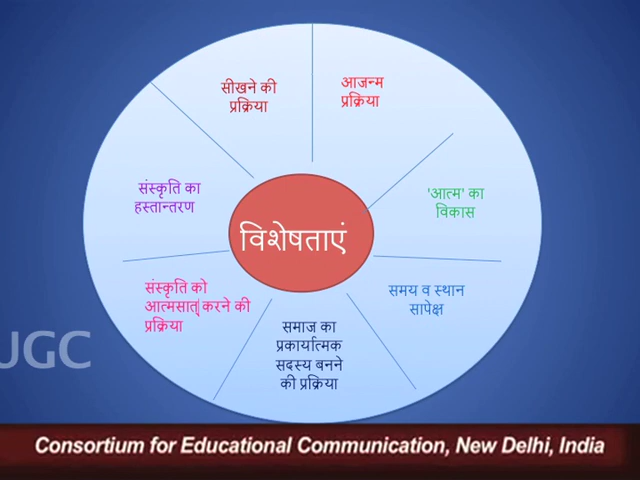 सीखने की
प्रक्रिया
आजन्म
प्रक्रिया
'आत्म' का
विकास
समय व स्थान
सापेक्ष
समाज का
प्रकार्यात्मक
सदस्य बनने
की प्रक्रिया
संस्कृति को
आत्मसात् करने की
प्रक्रिया
संस्कृति का
हस्तान्तरण
विशेषताएं
UGC
Consortium for Educational Communication, New Delhi, India